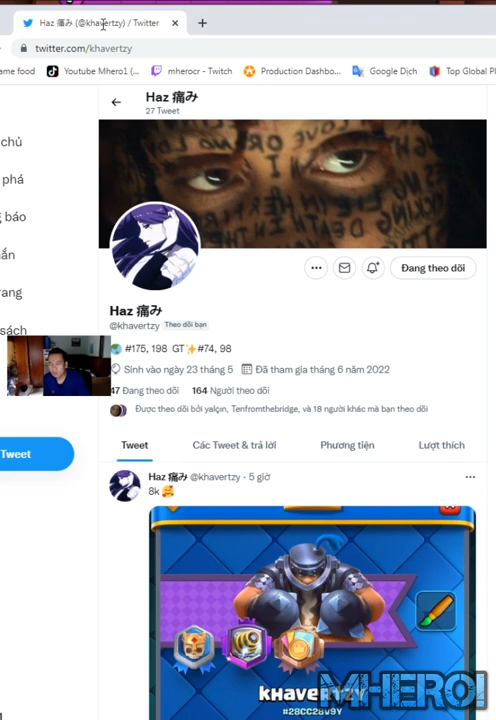 Haz 痛み (@khavertzy) / Twitter
twitter.com/khavertzy
ame food
Youtube Mhero1 (...
mherocr - Twitch
Production Dashbo...
Google Dịch
Top Global P
Haz 痛み
27 Tweet
chủ
phá
g báo
hắn
rang
sách
Tweet
Đang theo dõi
Haz 痛み
@khavertzy Theo dõi bạn
🌏 #175, 198 GT✨#74, 98
Sinh vào ngày 23 tháng 5 Đã tham gia tháng 6 năm 2022
47 Đang theo dõi 164 Người theo dõi
Được theo dõi bởi yalçın, Tenfromthebridge, và 18 người khác mà bạn theo dõi
Tweet Các Tweet & trả lời Phương tiện Lượt thích
Haz 痛み @khavertzy · 5 giờ
8k 🥰
MHEROI